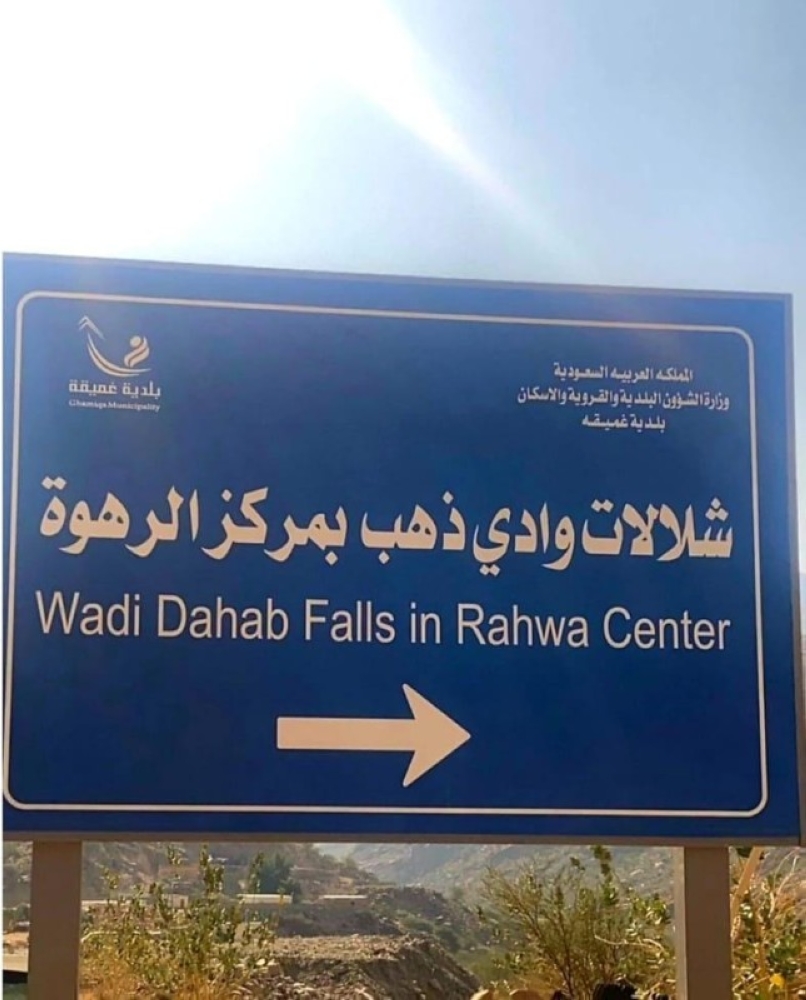 المملكه العربيه السعودية
وزارة الشؤون البلدية والقروية والاسكان
بلدية غميقه
بلدية غميقة
Ghamiqa Municipality
شلالات وادي ذهب بمركز الرهوة
Wadi Dahab Falls in Rahwa Center